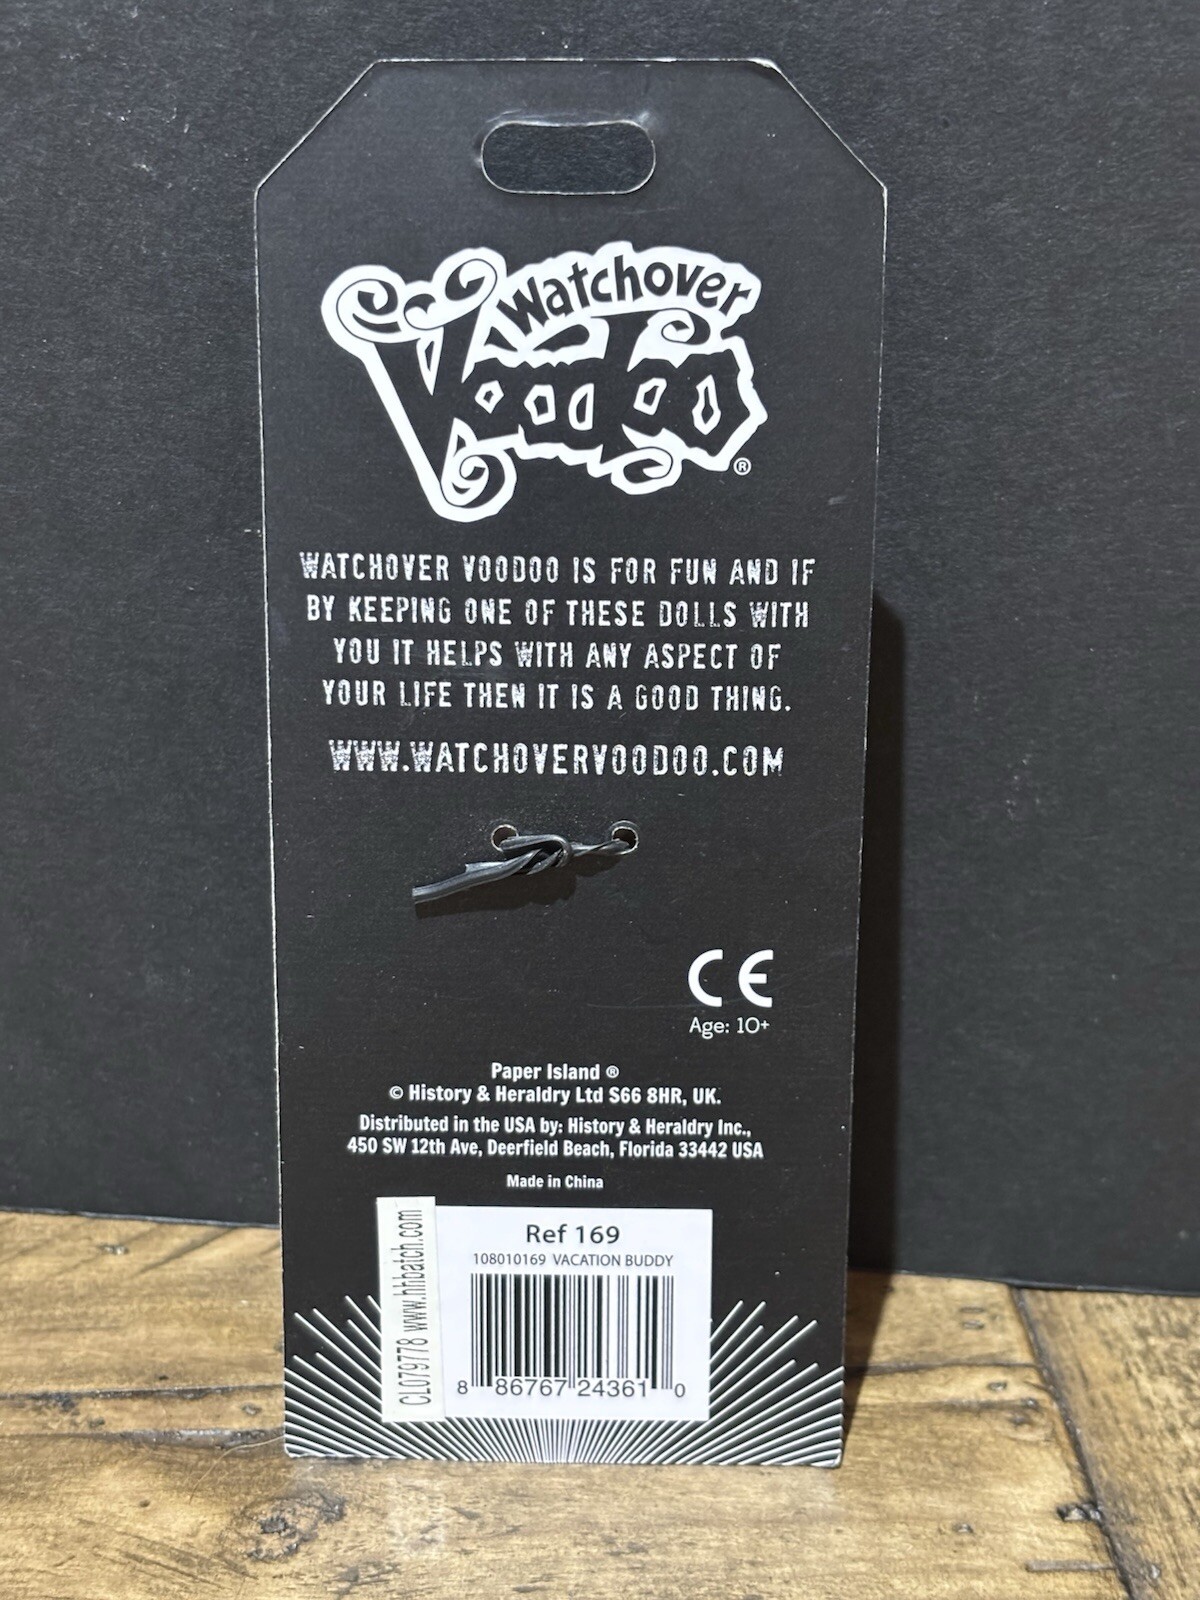 Watchover
Voodoo
®
WATCHOVER VOODOO IS FOR FUN AND IF
BY KEEPING ONE OF THESE DOLLS WITH
YOU IT HELPS WITH ANY ASPECT OF
YOUR LIFE THEN IT IS A GOOD THING.
WWW.WATCHOVERVOODOO.COM
CE
Age: 10+
Paper Island ®
© History & Heraldry Ltd S66 8HR, UK.
Distributed in the USA by: History & Heraldry Inc.,
450 SW 12th Ave, Deerfield Beach, Florida 33442 USA
Made in China
CL079778 www.hhbatch.com
Ref 169
108010169 VACATION BUDDY
8 86767 24361 0